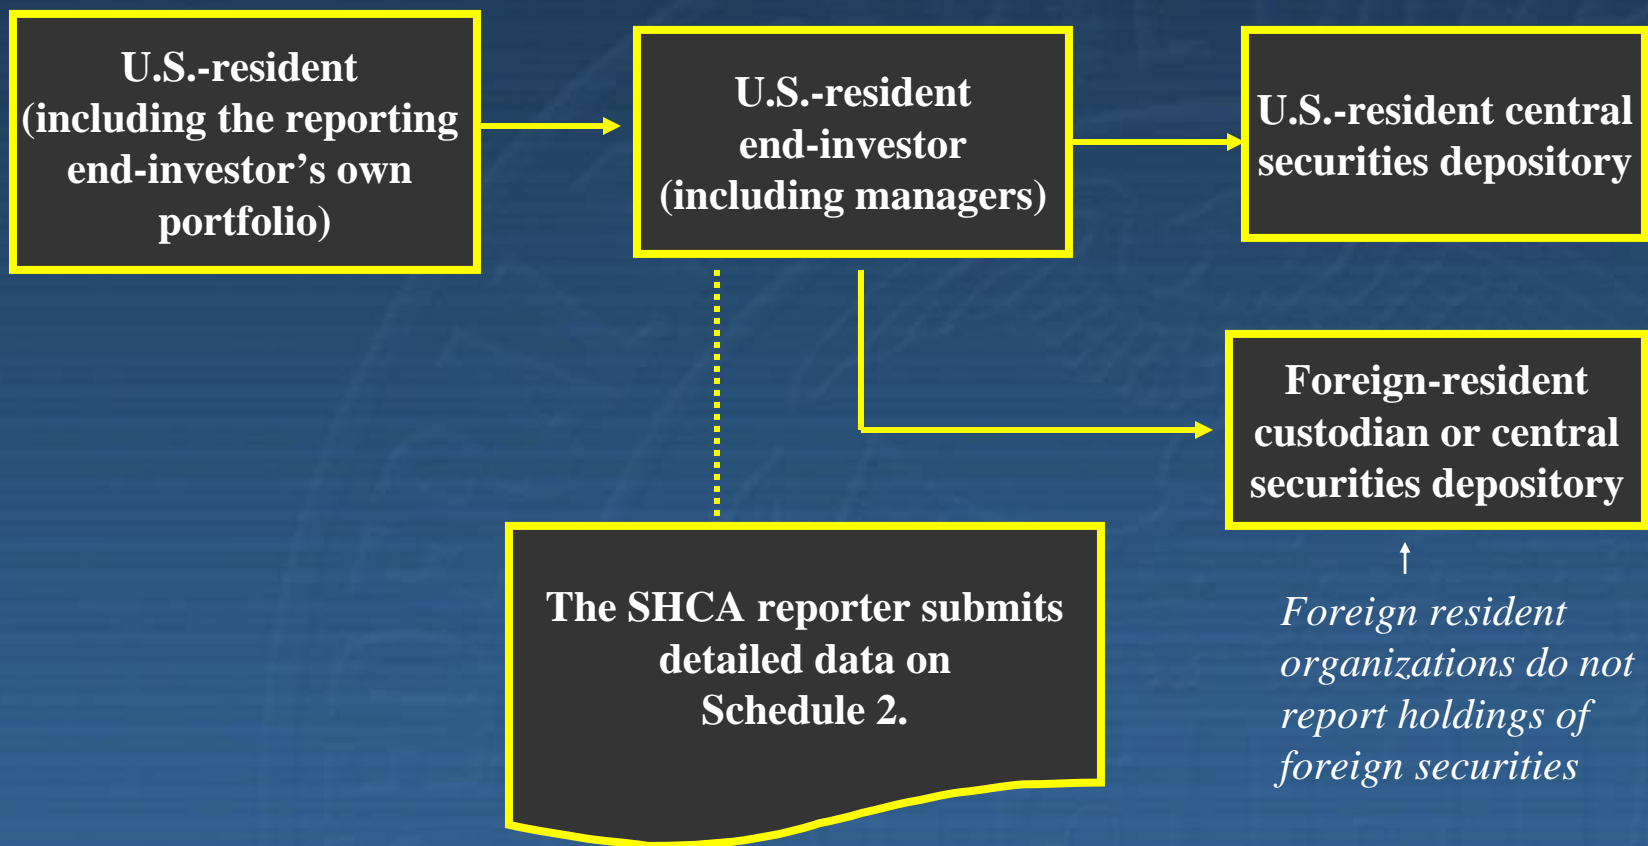 U.S.-resident
(including the reporting
end-investor’s own
portfolio)
U.S.-resident
end-investor
(including managers)
U.S.-resident central
securities depository
Foreign-resident
custodian or central
securities depository
The SHCA reporter submits
detailed data on
Schedule 2.
Foreign resident
organizations do not
report holdings of
foreign securities